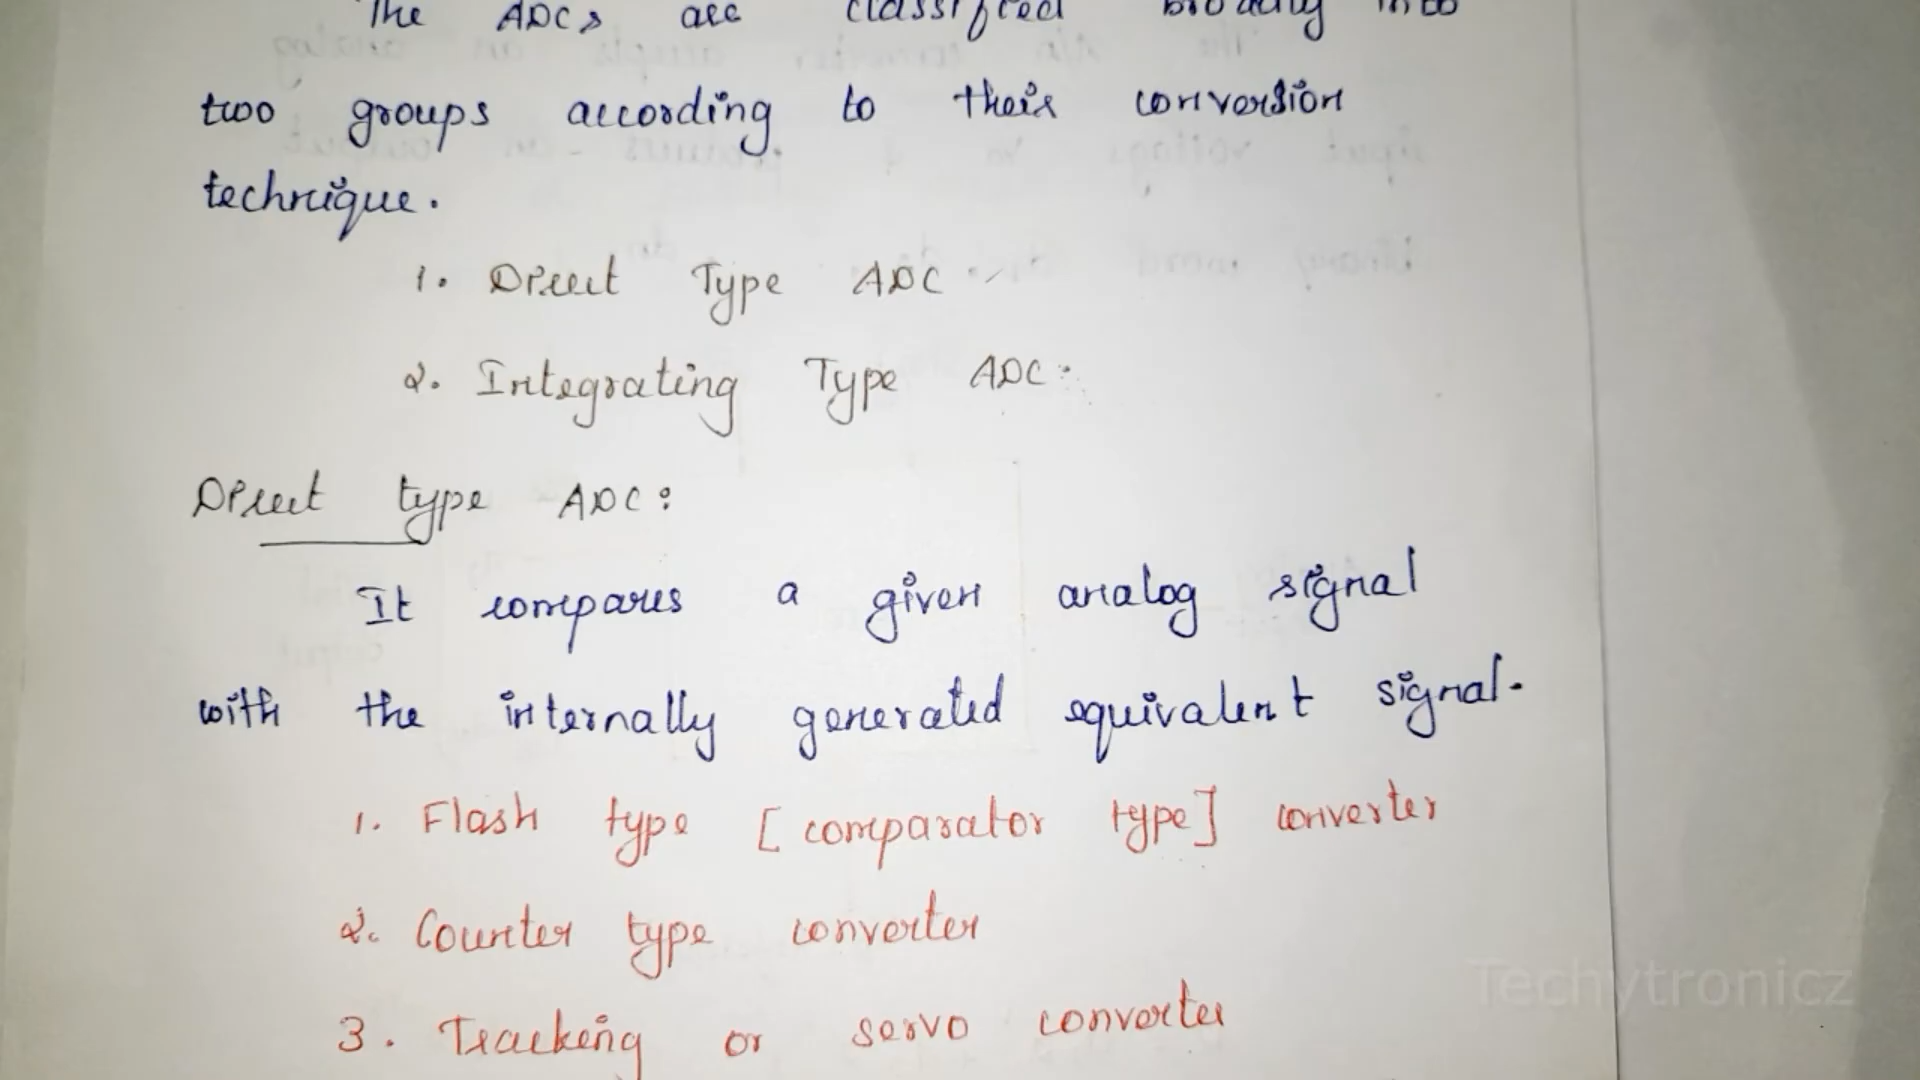 The ADCs are classified broadly into
two groups according to their conversion
technique.
1. Direct Type ADC.
2. Integrating Type ADC.
Direct type ADC:
It compares a given analog signal
with the internally generated equivalent signal.
1. Flash type [comparator type] converter
2. Counter type converter
3. Tracking or servo converter
Techytronicz